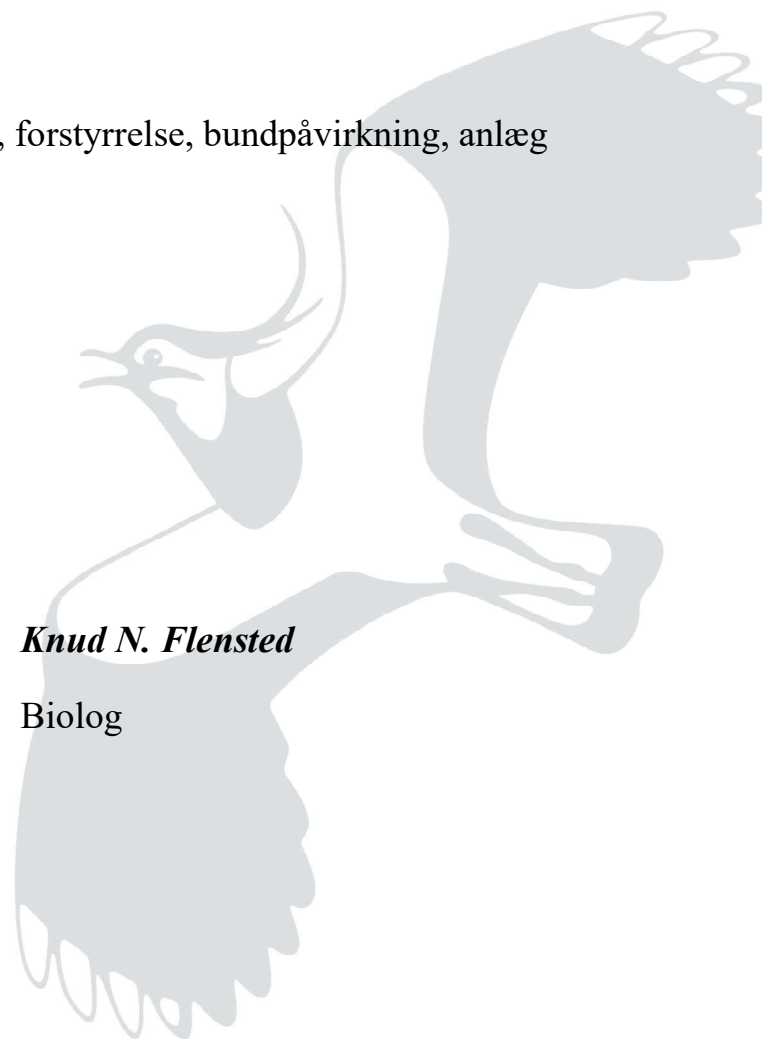 , forstyrrelse, bundpåvirkning, anlæg
Knud N. Flensted
Biolog